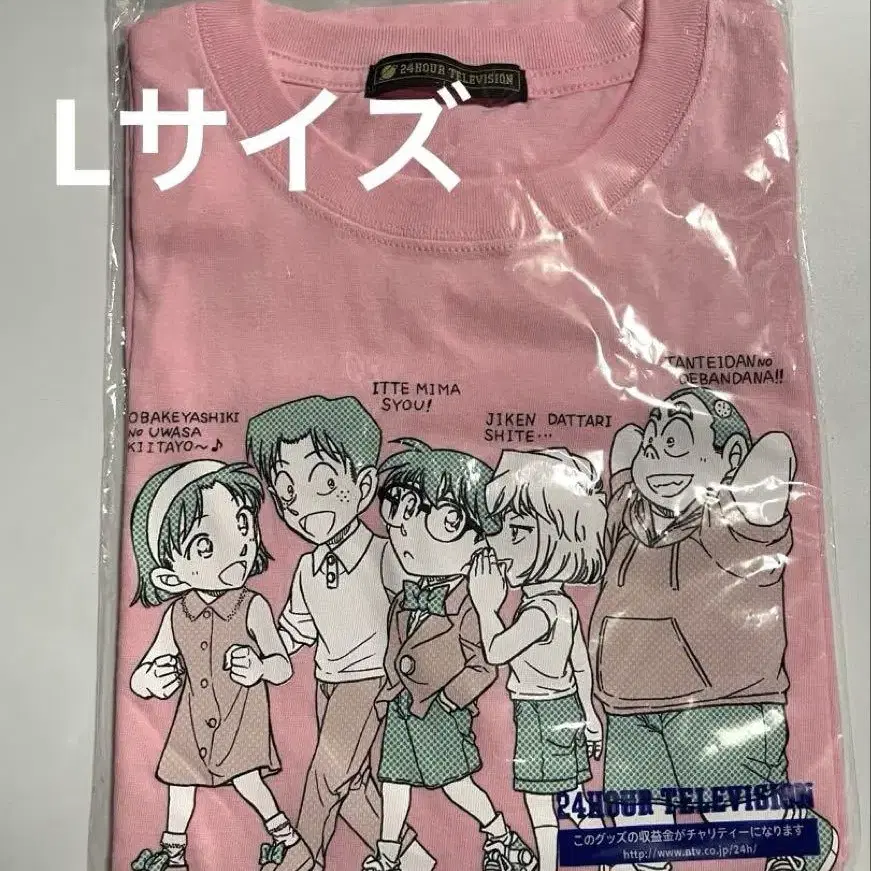 24HOUR TELEVISION
Lサイズ
TANTEIDAN NO
DEBANDANA!!
ITTE MIMA
SYOU!
OBAKEYASHIKI
NO UWASA
KIITAYO〜♪
JIKEN DATTARI
SHITE…
24HOUR TELEVISION
このグッズの収益金がチャリティーになります
http://www.ntv.co.jp/24h/